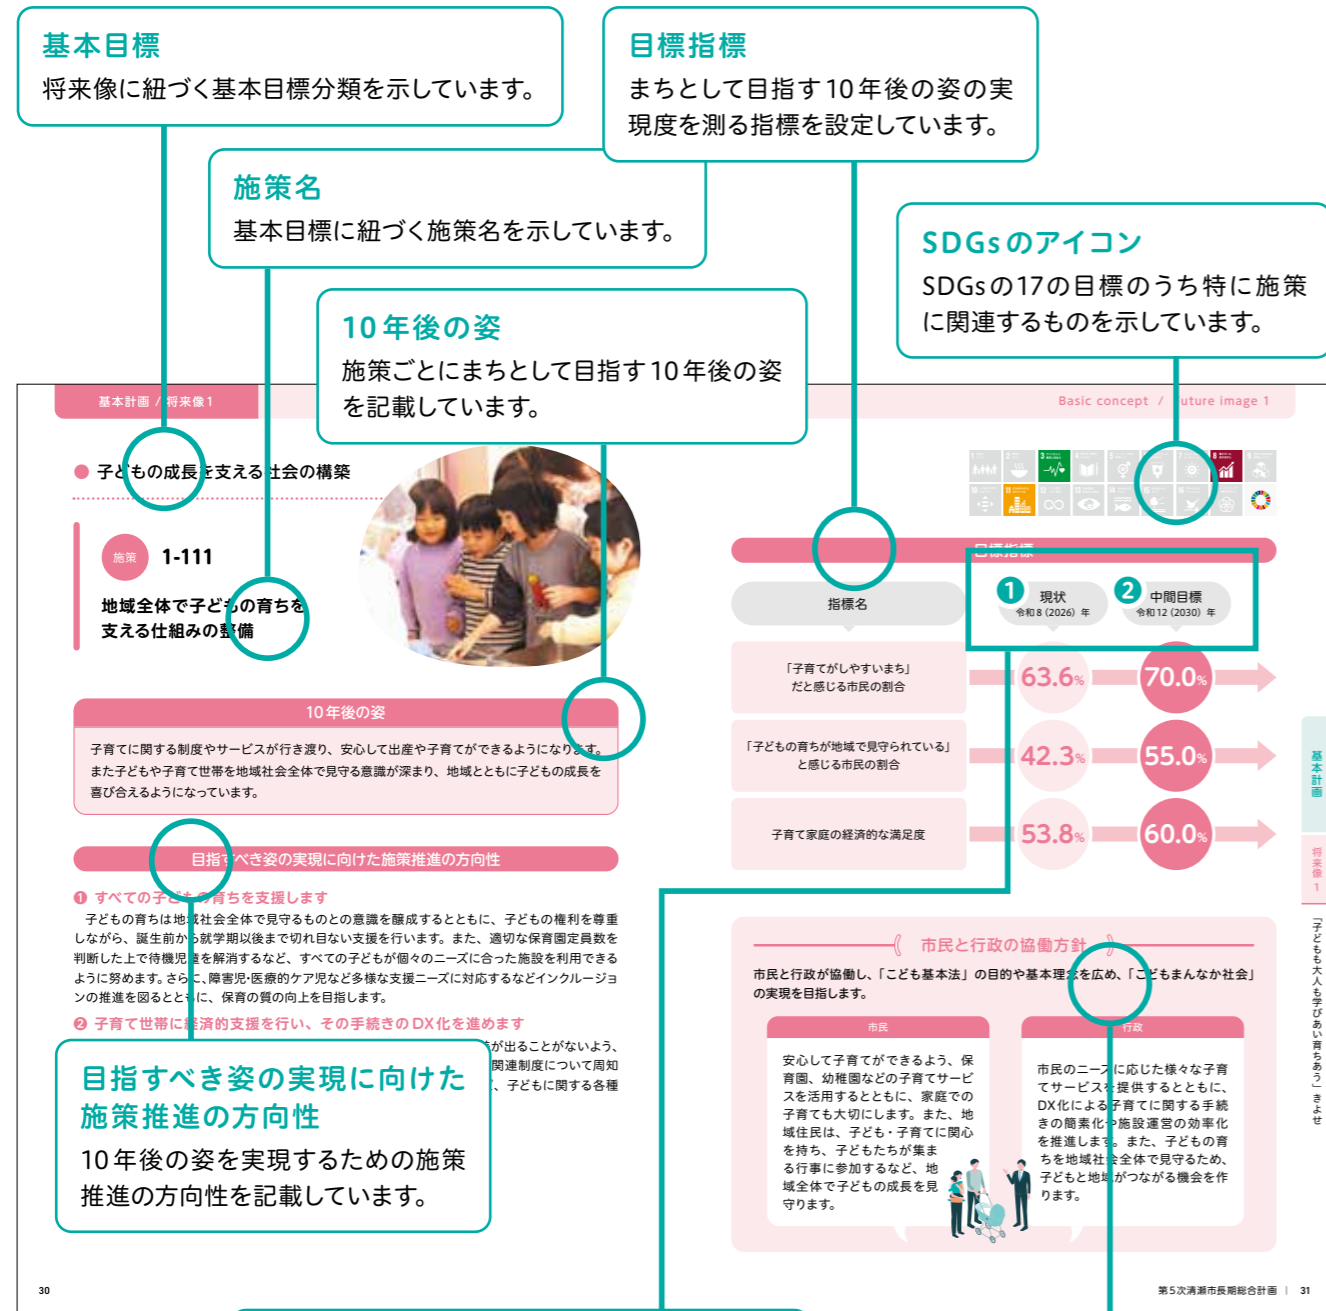 基本目標
将来像に紐づく基本目標分類を示しています。
目標指標
まちとして目指す10年後の姿の実
現度を測る指標を設定しています。
施策名
基本目標に紐づく施策名を示しています。
SDGsのアイコン
SDGsの17の目標のうち特に施策
に関連するものを示しています。
10年後の姿
施策ごとにまちとして目指す10年後の姿
を記載しています。
基本計画 / 将来像1
Basic concept / Future image 1
子どもの成長を支える社会の構築
施策 1-111
地域全体で子どもの育ちを
支える仕組みの整備
10年後の姿
子育てに関する制度やサービスが行き渡り、安心して出産や子育てができるようになります。
また子どもや子育て世帯を地域社会全体で見守る意識が深まり、地域とともに子どもの成長を
喜び合えるようになっています。
目指すべき姿の実現に向けた施策推進の方向性
❶ すべての子どもの育ちを支援します
子どもの育ちは地域社会全体で見守るものとの意識を醸成するとともに、子どもの権利を尊重
しながら、誕生前から就学期以後まで切れ目ない支援を行います。また、適切な保育園定員数を
判断した上で待機児童を解消するなど、すべての子どもが個々のニーズに合った施設を利用できる
ように努めます。さらに、障害児・医療的ケア児など多様な支援ニーズに対応するなどインクルージョ
ンの推進を図るとともに、保育の質の向上を目指します。
❷ 子育て世帯に経済的支援を行い、その手続きのDX化を進めます
が出ることがないよう、
関連制度について周知
、子どもに関する各種
目指すべき姿の実現に向けた
施策推進の方向性
10年後の姿を実現するための施策
推進の方向性を記載しています。
30
目標指標
指標名
❶ 現状
令和8(2026)年
❷ 中間目標
令和12(2030)年
「子育てがしやすいまち」
だと感じる市民の割合
63.6%
70.0%
「子どもの育ちが地域で見守られている」
と感じる市民の割合
42.3%
55.0%
子育て家庭の経済的な満足度
53.8%
60.0%
市民と行政の協働方針
市民と行政が協働し、「こども基本法」の目的や基本理念を広め、「こどもまんなか社会」
の実現を目指します。
市民
安心して子育てができるよう、保
育園、幼稚園などの子育てサービ
スを活用するとともに、家庭での
子育ても大切にします。また、地
域住民は、子ども・子育てに関心
を持ち、子どもたちが集ま
る行事に参加するなど、地
域全体で子どもの成長を見
守ります。
行政
市民のニーズに応じた様々な子育
てサービスを提供するとともに、
DX化による子育てに関する手続
きの簡素化や施設運営の効率化
を推進します。また、子どもの育
ちを地域社会全体で見守るため、
子どもと地域がつながる機会を作
ります。
基本計画
将来像1
「子どもも大人も学びあい育ちあう」きよせ
第5次清瀬市長期総合計画 | 31